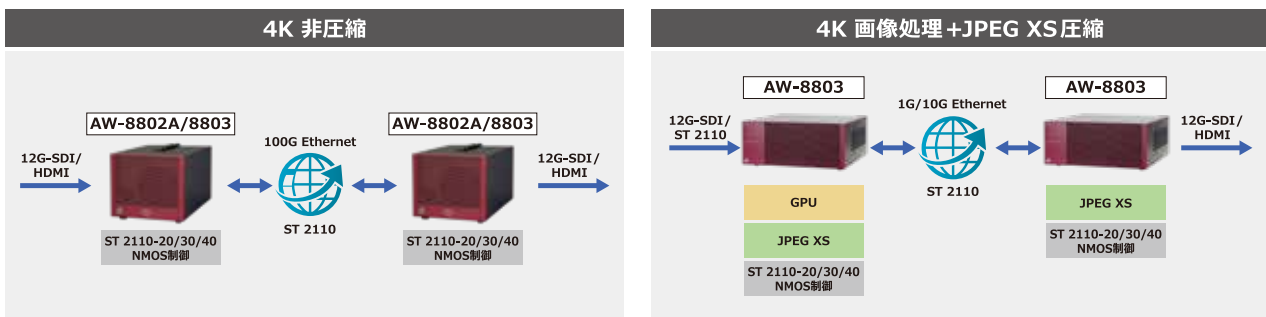 4K 非圧縮
AW-8802A/8803
AW-8802A/8803
100G Ethernet
12G-SDI/
HDMI
12G-SDI/
HDMI
ST 2110
ST 2110-20/30/40
NMOS制御
ST 2110-20/30/40
NMOS制御
4K 画像処理+JPEG XS圧縮
AW-8803
AW-8803
1G/10G Ethernet
12G-SDI/
ST 2110
12G-SDI/
HDMI
ST 2110
GPU
JPEG XS
ST 2110-20/30/40
NMOS制御
JPEG XS
ST 2110-20/30/40
NMOS制御